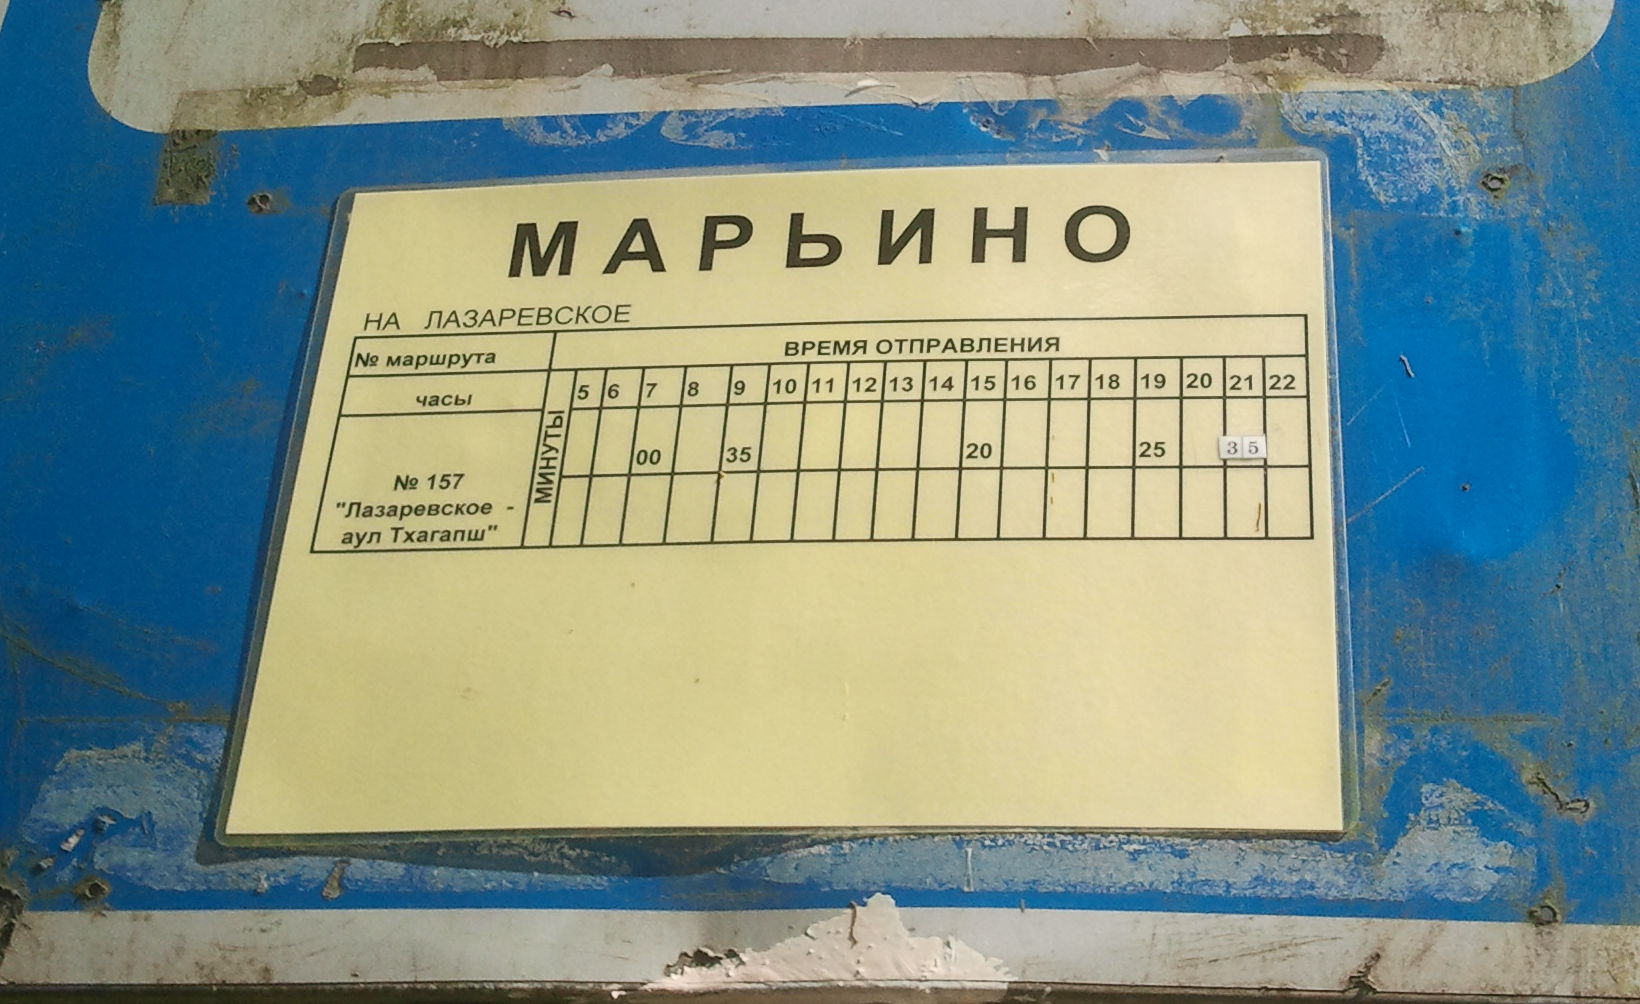 МАРЬИНО
НА ЛАЗАРЕВСКОЕ
№ маршрута ВРЕМЯ ОТПРАВЛЕНИЯ
часы МИНУТЫ 5 6 7 8 9 10 11 12 13 14 15 16 17 18 19 20 21 22
00 35 20 25 35
№ 157
"Лазаревское -
аул Тхагапш"